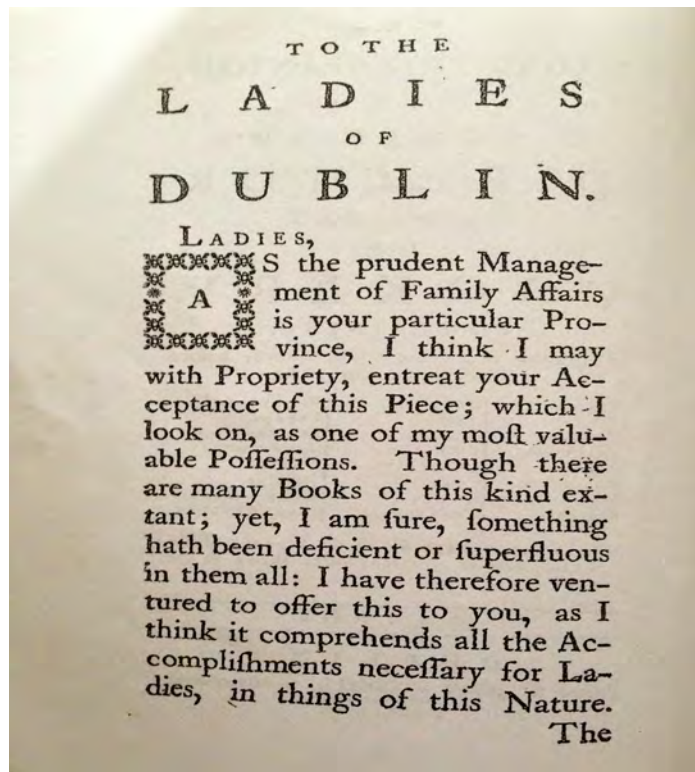 TO THE
LADIES
OF
DUBLIN.
LADIES,
AS the prudent Manage-
ment of Family Affairs
is your particular Pro-
vince, I think I may
with Propriety, entreat your Ac-
ceptance of this Piece; which I
look on, as one of my moſt valu-
able Poſſeſſions. Though there
are many Books of this kind ex-
tant; yet, I am ſure, ſomething
hath been deficient or ſuperfluous
in them all: I have therefore ven-
tured to offer this to you, as I
think it comprehends all the Ac-
compliſhments neceſſary for La-
dies, in things of this Nature.
The